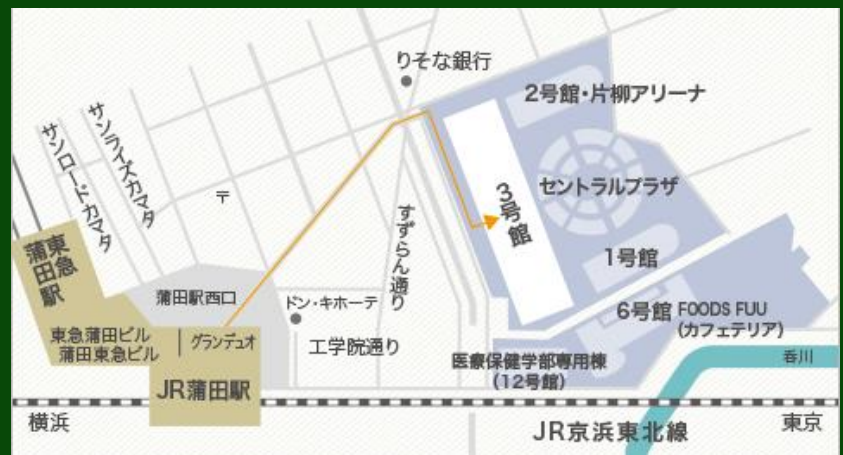 りそな銀行
2号館・片柳アリーナ
サンライズカマタ
サンロードカマタ
〒
すずらん通り
3号館
セントラルプラザ
東急
蒲田駅
1号館
蒲田駅西口
ドン・キホーテ
6号館 FOODS FUU
(カフェテリア)
東急蒲田ビル
蒲田東急ビル
グランデュオ
工学院通り
医療保健学部専用棟
(12号館)
呑川
JR蒲田駅
横浜
JR京浜東北線
東京